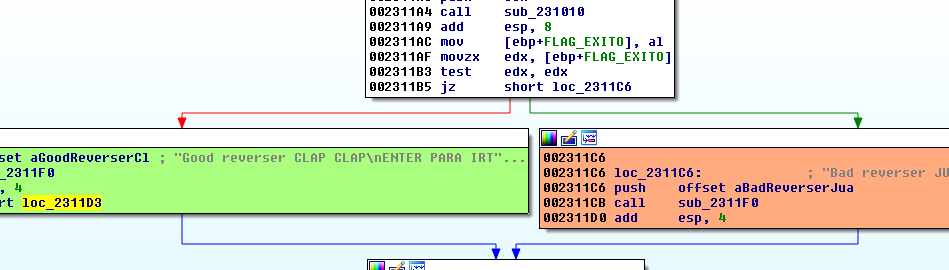 002311A4 call sub_231010
002311A9 add esp, 8
002311AC mov [ebp+FLAG_EXITO], al
002311AF movzx edx, [ebp+FLAG_EXITO]
002311B3 test edx, edx
002311B5 jz short loc_2311C6
set aGoodReverserCl ; "Good reverser CLAP CLAP\nENTER PARA IRT"...
_2311F0
, 4
rt loc_2311D3
002311C6
002311C6 loc_2311C6: ; "Bad reverser JU
002311C6 push offset aBadReverserJua
002311CB call sub_2311F0
002311D0 add esp, 4